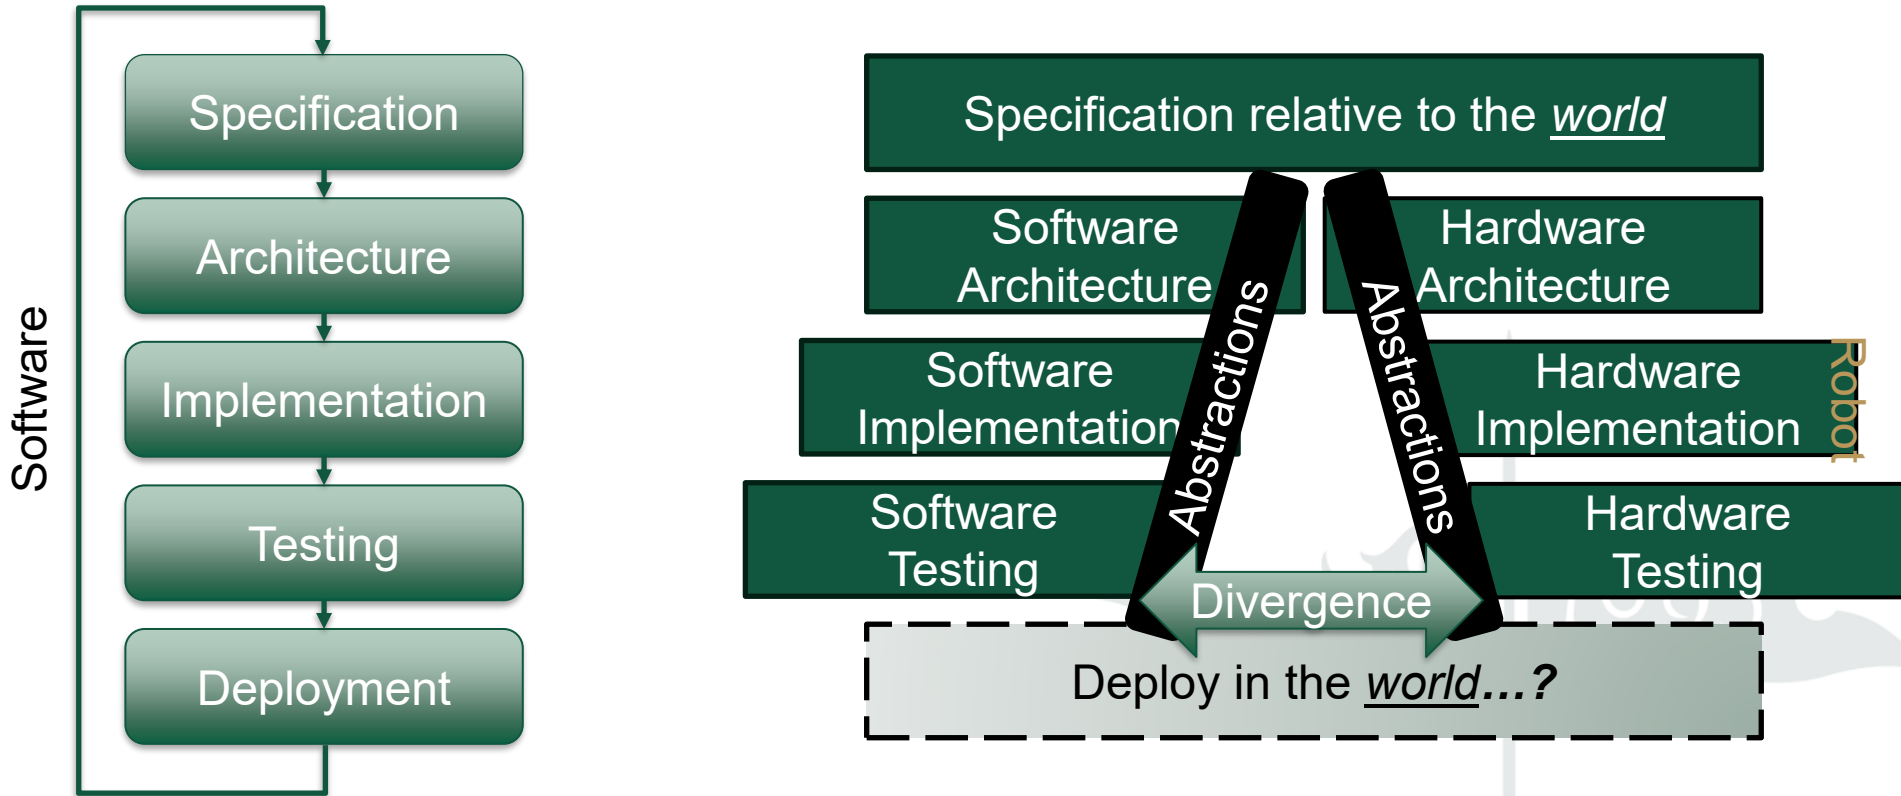 Software
Specification
Architecture
Implementation
Testing
Deployment
Specification relative to the world
Software
Architecture
Hardware
Architecture
Software
Implementation
Hardware
Implementation
Software
Testing
Hardware
Testing
Abstractions
Abstractions
Robot
Divergence
Deploy in the world...?